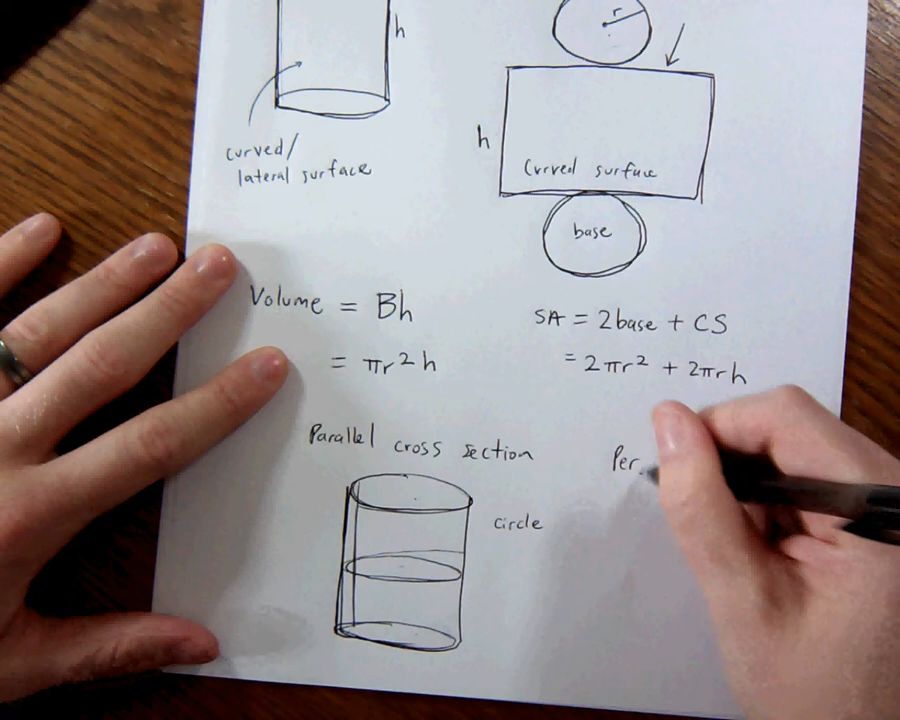 h
r
curved/
lateral surface
h
Curved surface
base
Volume = Bh
= πr²h
SA = 2base + CS
= 2πr² + 2πrh
Parallel cross section
circle
Per